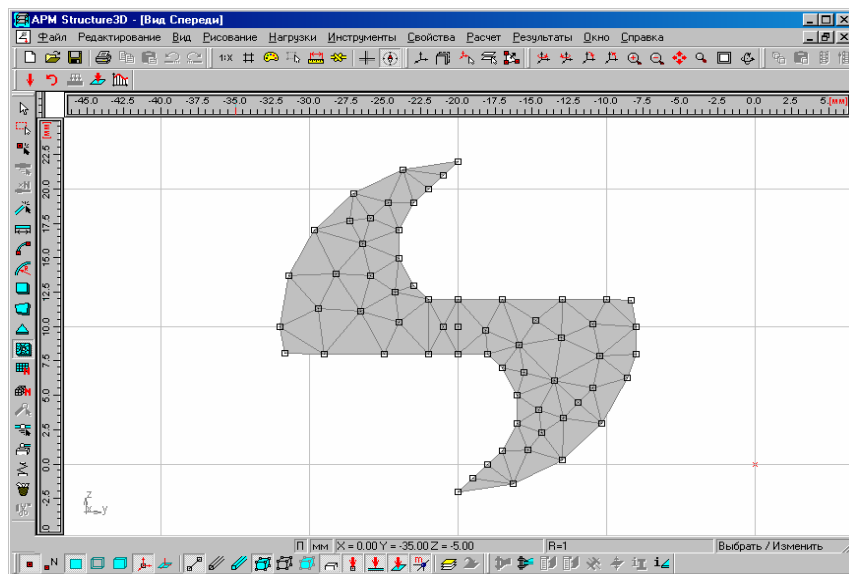 APM Structure3D - [Вид Спереди]
Файл Редактирование Вид Рисование Нагрузки Инструменты Свойства Расчет Результаты Окно Справка
1:X
-45.0 -42.5 -40.0 -37.5 -35.0 -32.5 -30.0 -27.5 -25.0 -22.5 -20.0 -17.5 -15.0 -12.5 -10.0 -7.5 -5.0 -2.5 0.0 2.5 5. [мм]
[мм]
22.5
20.0
17.5
15.0
12.5
10.0
7.5
5.0
2.5
0.0
-2.5
z
x y
П мм X = 0.00 Y = -35.00 Z = -5.00 R=1 Выбрать / Изменить
N